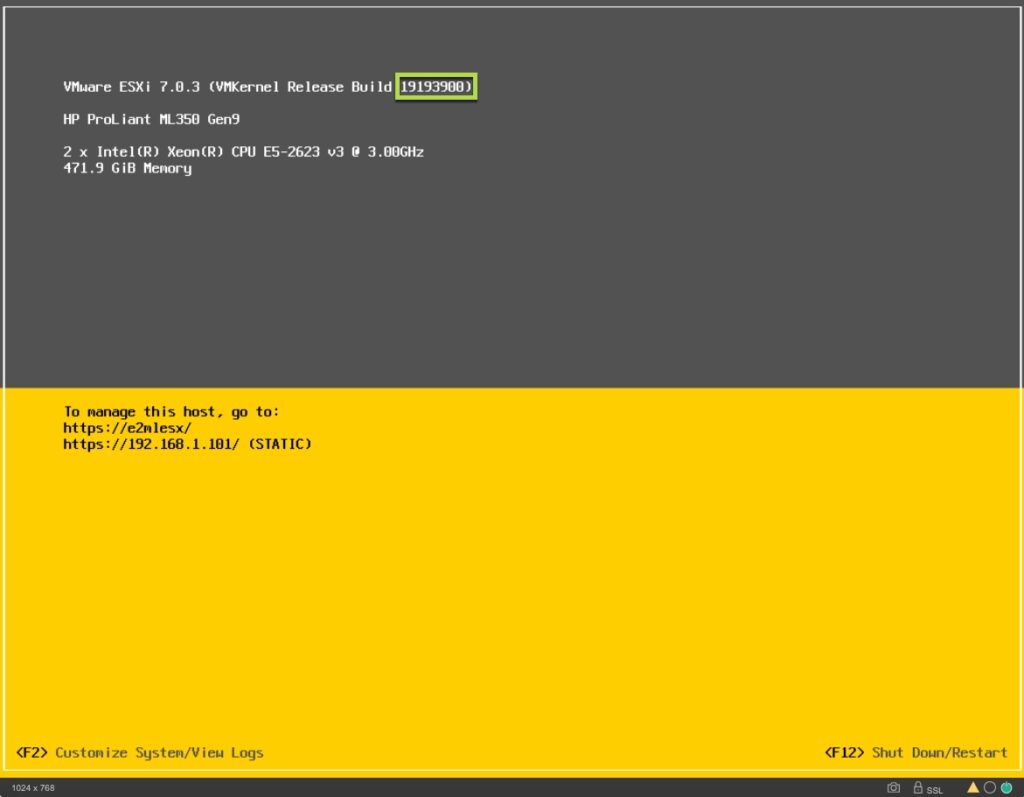 VMware ESXi 7.0.3 (VMKernel Release Build 19193900)
HP ProLiant ML350 Gen9
2 x Intel(R) Xeon(R) CPU E5-2623 v3 @ 3.00GHz
471.9 GiB Memory
To manage this host, go to:
https://e2mlesx/
https://192.168.1.101/ (STATIC)
<F2> Customize System/View Logs
<F12> Shut Down/Restart
1024 x 768
SSL